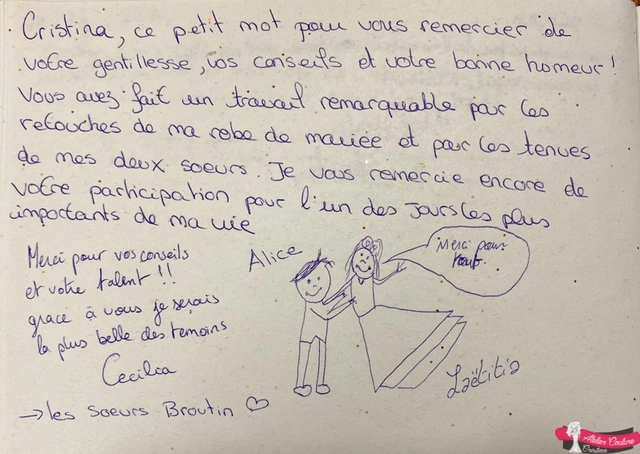 Cristina, ce petit mot pour vous remercier de
votre gentillesse, vos conseils et votre bonne humeur !
Vous avez fait un travail remarquable par les
retouches de ma robe de mariée et par les tenues
de mes deux soeurs. Je vous remercie encore de
votre participation pour l'un des jours les plus
importants de ma vie
Merci pour vos conseils
et votre talent !!
grace à vous je serais
la plus belle des temoins
Cecilia
→ les soeurs Broutin ♡
Alice
Merci pour
tout
Laëtitia
Atelier Couture
Cristina